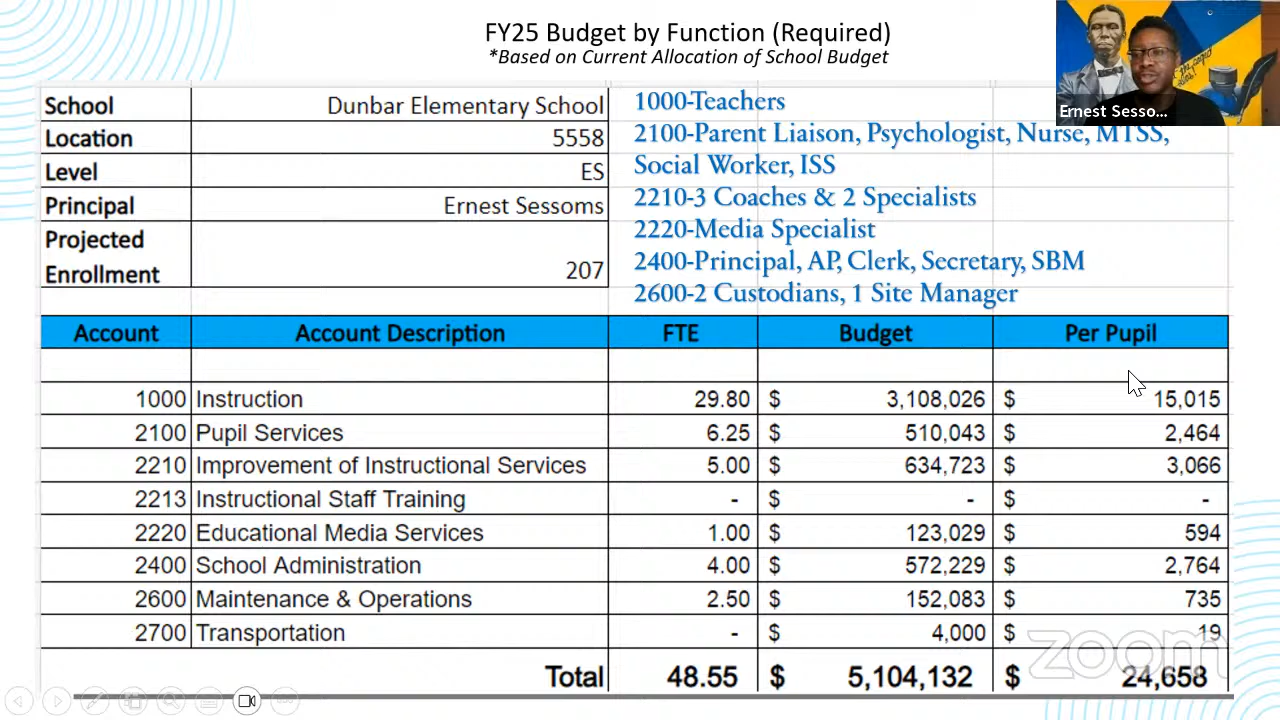 FY25 Budget by Function (Required)
*Based on Current Allocation of School Budget
Ernest Sesso...
School Dunbar Elementary School
Location 5558
Level ES
Principal Ernest Sessoms
Projected
Enrollment 207
1000-Teachers
2100-Parent Liaison, Psychologist, Nurse, MTSS,
Social Worker, ISS
2210-3 Coaches & 2 Specialists
2220-Media Specialist
2400-Principal, AP, Clerk, Secretary, SBM
2600-2 Custodians, 1 Site Manager
Account Account Description FTE Budget Per Pupil
1000 Instruction 29.80 $ 3,108,026 $ 15,015
2100 Pupil Services 6.25 $ 510,043 $ 2,464
2210 Improvement of Instructional Services 5.00 $ 634,723 $ 3,066
2213 Instructional Staff Training - $ - $ -
2220 Educational Media Services 1.00 $ 123,029 $ 594
2400 School Administration 4.00 $ 572,229 $ 2,764
2600 Maintenance & Operations 2.50 $ 152,083 $ 735
2700 Transportation - $ 4,000 $ 19
Total 48.55 $ 5,104,132 $ 24,658
zoom